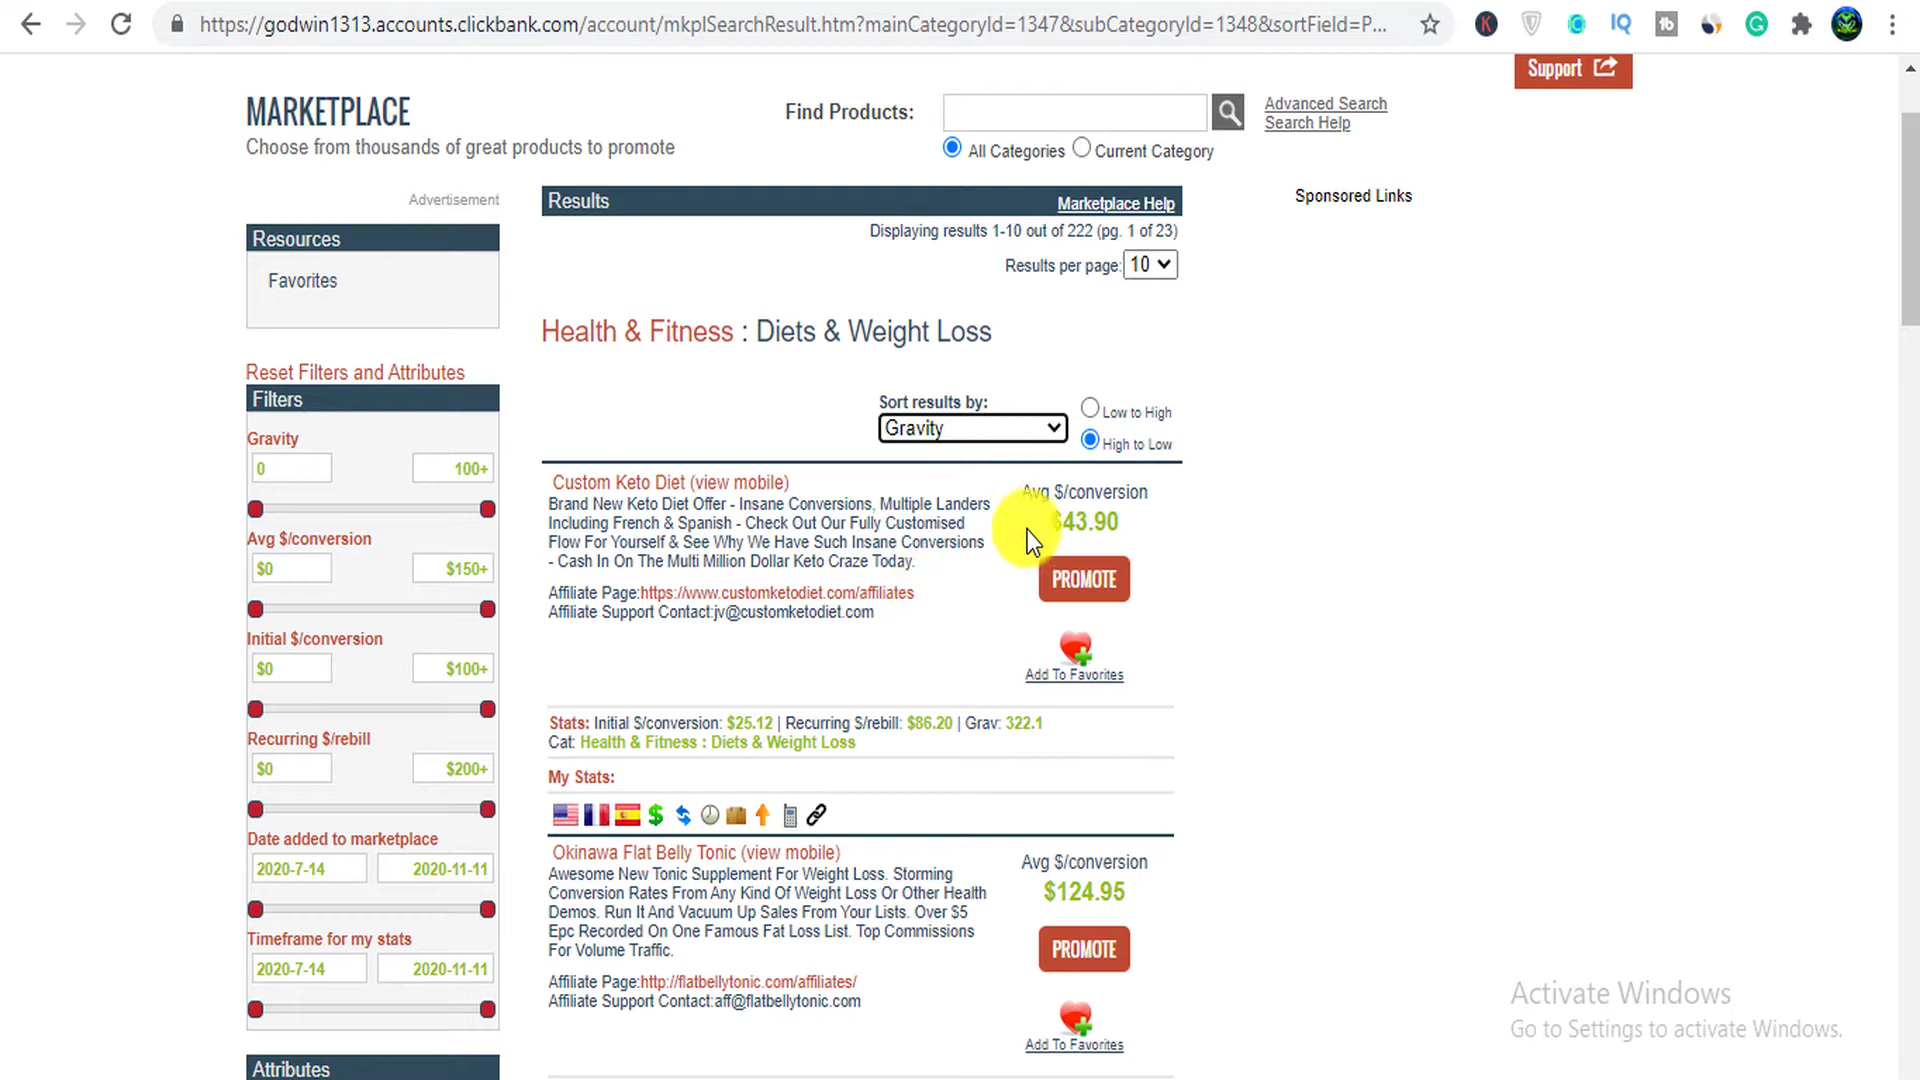 https://godwin1313.accounts.clickbank.com/account/mkplSearchResult.htm?mainCategoryId=1347&subCategoryId=1348&sortField=P...
Support
MARKETPLACE
Choose from thousands of great products to promote
Find Products:
Advanced Search
Search Help
All Categories
Current Category
Advertisement
Resources
Favorites
Reset Filters and Attributes
Filters
Gravity
0
100+
Avg $/conversion
$0
$150+
Initial $/conversion
$0
$100+
Recurring $/rebill
$0
$200+
Date added to marketplace
2020-7-14
2020-11-11
Timeframe for my stats
2020-7-14
2020-11-11
Attributes
Results
Marketplace Help
Displaying results 1-10 out of 222 (pg. 1 of 23)
Results per page: 10
Health & Fitness : Diets & Weight Loss
Sort results by:
Gravity
Low to High
High to Low
Custom Keto Diet (view mobile)
Brand New Keto Diet Offer - Insane Conversions, Multiple Landers
Including French & Spanish - Check Out Our Fully Customised
Flow For Yourself & See Why We Have Such Insane Conversions
- Cash In On The Multi Million Dollar Keto Craze Today.
Affiliate Page:https://www.customketodiet.com/affiliates
Affiliate Support Contact:jv@customketodiet.com
Avg $/conversion
$43.90
PROMOTE
Add To Favorites
Stats: Initial $/conversion: $25.12 | Recurring $/rebill: $86.20 | Grav: 322.1
Cat: Health & Fitness : Diets & Weight Loss
My Stats:
Okinawa Flat Belly Tonic (view mobile)
Awesome New Tonic Supplement For Weight Loss. Storming
Conversion Rates From Any Kind Of Weight Loss Or Other Health
Demos. Run It And Vacuum Up Sales From Your Lists. Over $5
Epc Recorded On One Famous Fat Loss List. Top Commissions
For Volume Traffic.
Affiliate Page:http://flatbellytonic.com/affiliates/
Affiliate Support Contact:aff@flatbellytonic.com
Avg $/conversion
$124.95
PROMOTE
Add To Favorites
Sponsored Links
Activate Windows
Go to Settings to activate Windows.